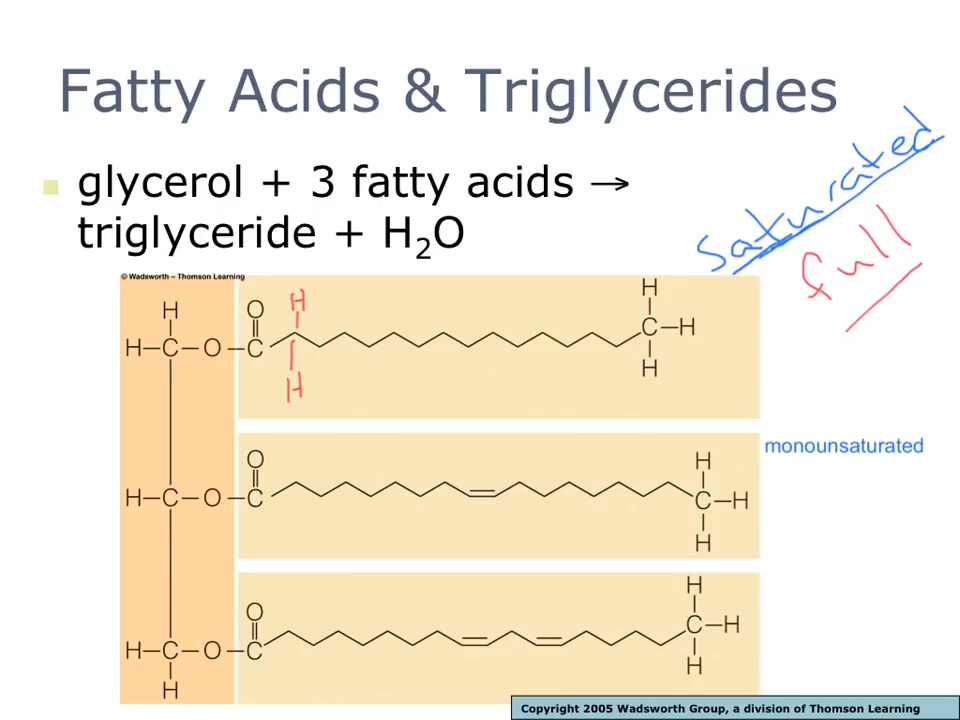 Fatty Acids & Triglycerides
glycerol + 3 fatty acids →
triglyceride + H₂O
saturated
full
© Wadsworth – Thomson Learning
H O H H
H–C–O–C C–H
H H
monounsaturated
O H
H–C–O–C C–H
H
O H
H–C–O–C C–H
H H
Copyright 2005 Wadsworth Group, a division of Thomson Learning